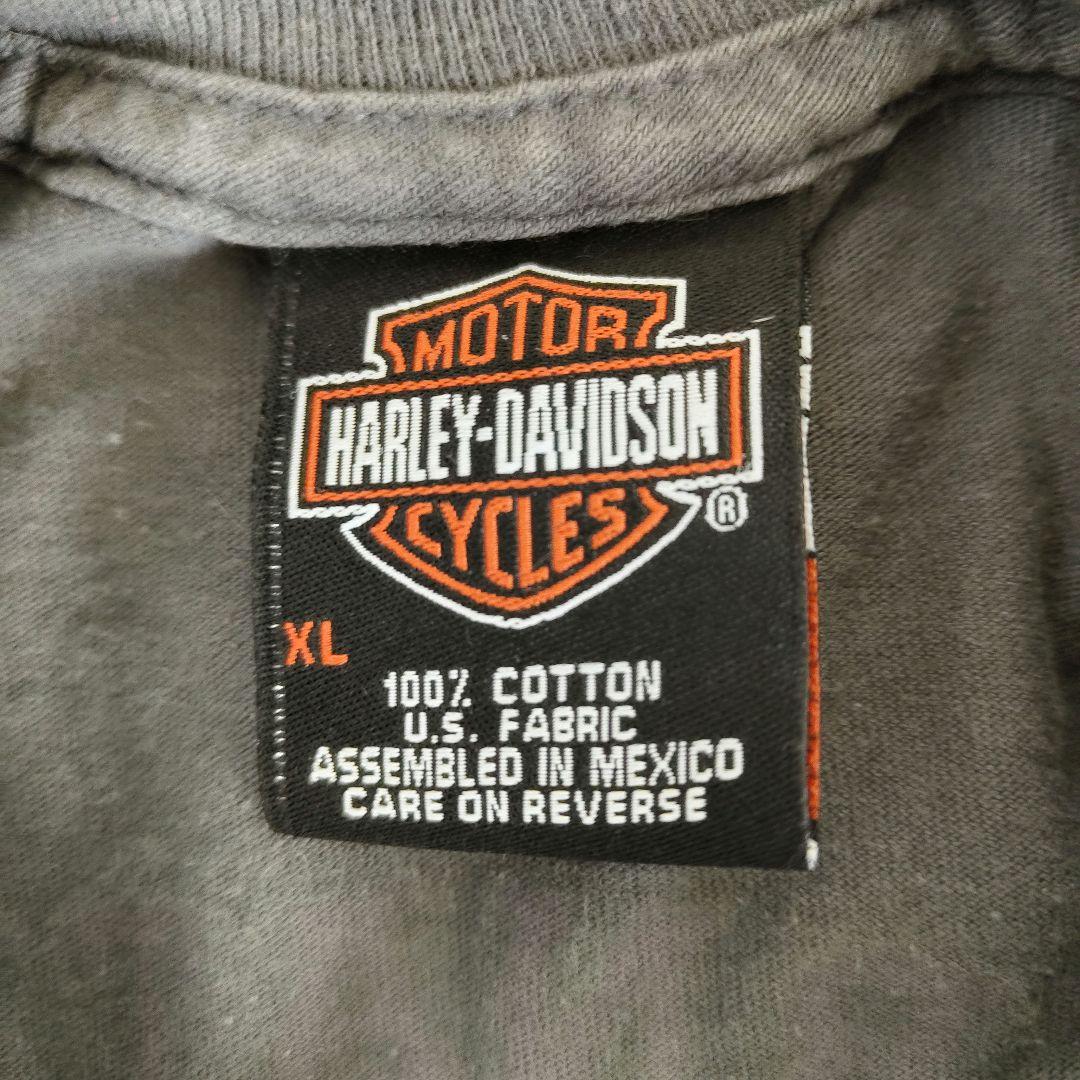 MOTOR
HARLEY-DAVIDSON
CYCLES
®
XL
100% COTTON
U.S. FABRIC
ASSEMBLED IN MEXICO
CARE ON REVERSE